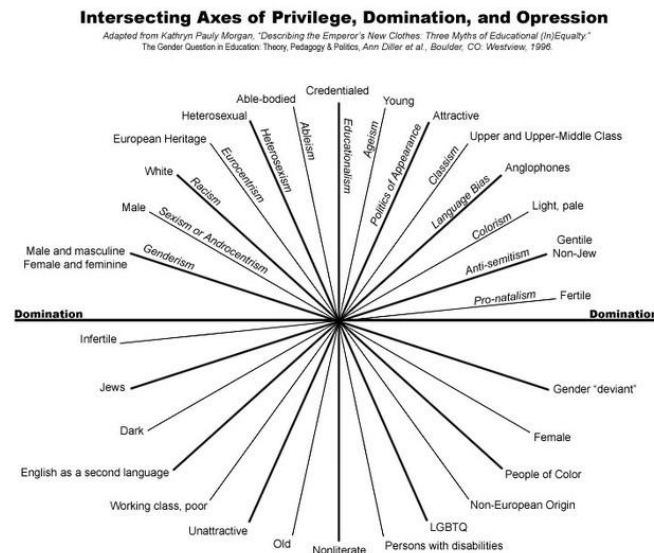 Intersecting Axes of Privilege, Domination, and Opression
Adapted from Kathryn Pauly Morgan, "Describing the Emperor's New Clothes: Three Myths of Educational (In)Equalty."
The Gender Question in Education: Theory, Pedagogy & Politics, Ann Diller et al., Boulder, CO: Westview, 1996.
Credentialed
Able-bodied
Young
Heterosexual
Attractive
European Heritage
Upper and Upper-Middle Class
White
Anglophones
Male
Light, pale
Male and masculine
Female and feminine
Gentile
Non-Jew
Fertile
Genderism
Sexism or Androcentrism
Racism
Eurocentrism
Heterosexism
Ableism
Educationalism
Ageism
Politics of Appearance
Classism
Language Bias
Colorism
Anti-semitism
Pro-natalism
Domination
Domination
Infertile
Jews
Gender "deviant"
Dark
Female
English as a second language
People of Color
Working class, poor
Non-European Origin
Unattractive
LGBTQ
Old
Persons with disabilities
Nonliterate